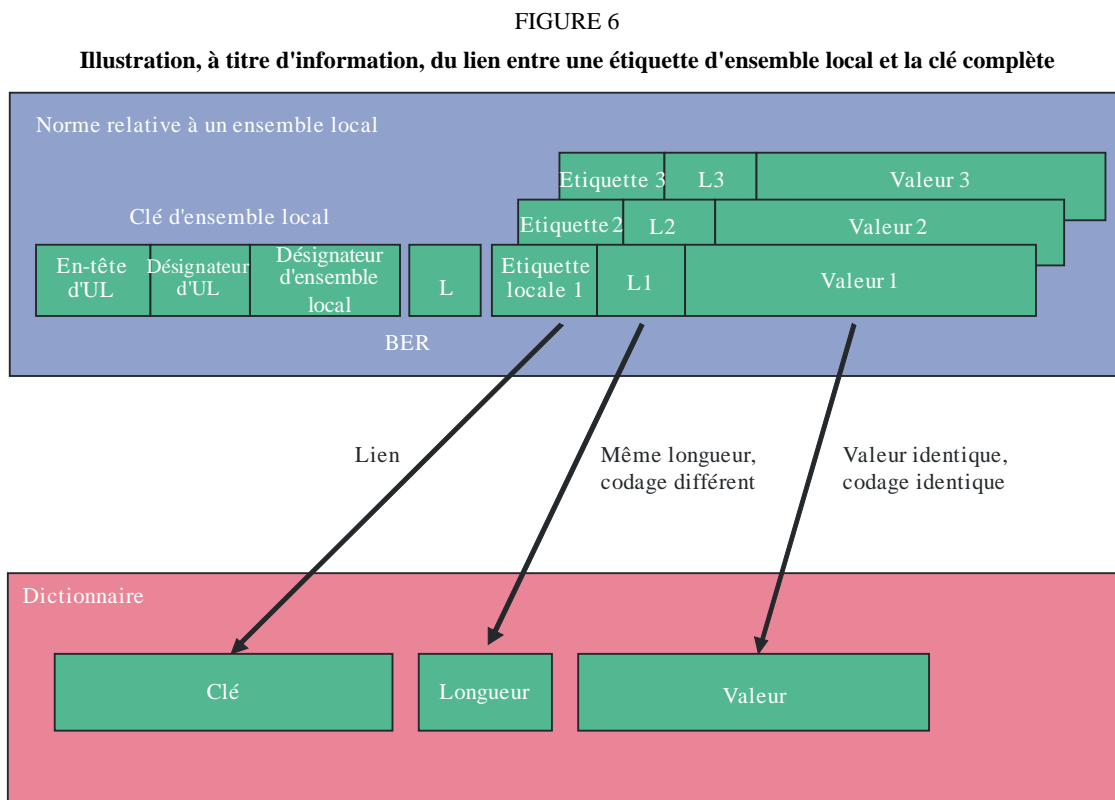 FIGURE 6
Illustration, à titre d'information, du lien entre une étiquette d'ensemble local et la clé complète
Norme relative à un ensemble local
Etiquette 3
L3
Valeur 3
Clé d'ensemble local
Etiquette 2
L2
Valeur 2
En-tête
d'UL
Désignateur
d'UL
Désignateur
d'ensemble
local
L
Etiquette
locale 1
L1
Valeur 1
BER
Lien
Même longueur,
codage différent
Valeur identique,
codage identique
Dictionnaire
Clé
Longueur
Valeur